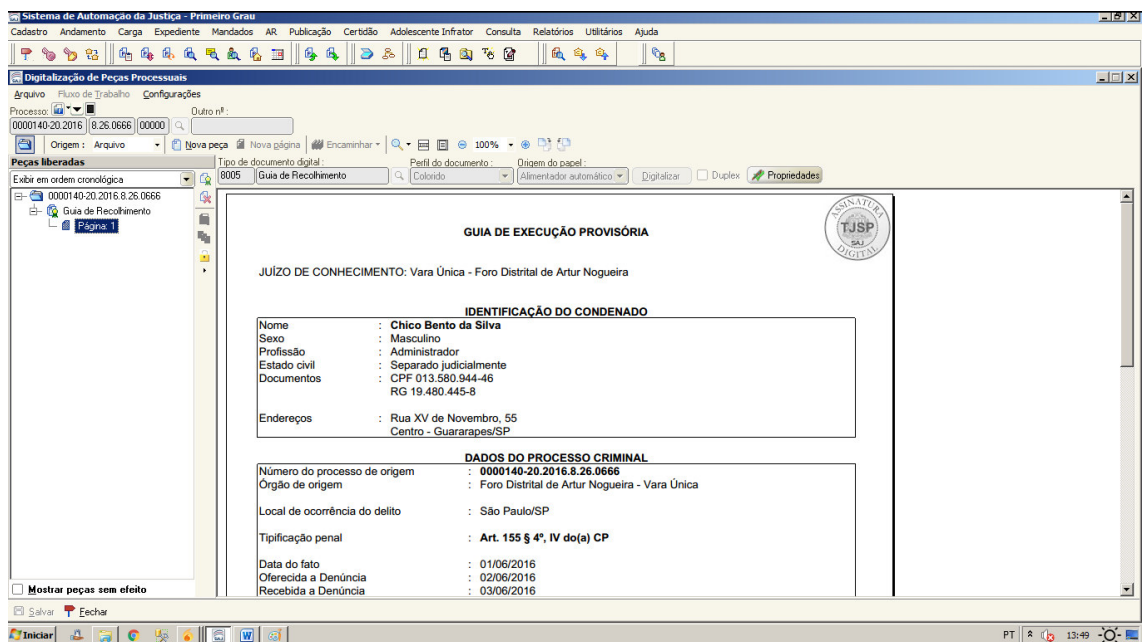 Sistema de Automação da Justiça - Primeiro Grau
Cadastro Andamento Carga Expediente Mandados AR Publicação Certidão Adolescente Infrator Consulta Relatórios Utilitários Ajuda
Digitalização de Peças Processuais
Arquivo Fluxo de Trabalho Configurações
Processo: Outro nº :
0000140-20.2016 8.26.0666 00000
Origem : Arquivo Nova peça Nova página Encaminhar 100%
Peças liberadas Tipo de documento digital : Perfil do documento : Origem do papel :
Exibir em ordem cronológica 8005 Guia de Recolhimento Colorido Alimentador automático Digitalizar Duplex Propriedades
0000140-20.2016.8.26.0666
Guia de Recolhimento
Página: 1
ASSINATURA
TJSP
SAJ
DIGITAL
GUIA DE EXECUÇÃO PROVISÓRIA
JUÍZO DE CONHECIMENTO: Vara Única - Foro Distrital de Artur Nogueira
IDENTIFICAÇÃO DO CONDENADO
Nome : Chico Bento da Silva
Sexo : Masculino
Profissão : Administrador
Estado civil : Separado judicialmente
Documentos : CPF 013.580.944-46
RG 19.480.445-8
Endereços : Rua XV de Novembro, 55
Centro - Guararapes/SP
DADOS DO PROCESSO CRIMINAL
Número do processo de origem : 0000140-20.2016.8.26.0666
Órgão de origem : Foro Distrital de Artur Nogueira - Vara Única
Local de ocorrência do delito : São Paulo/SP
Tipificação penal : Art. 155 § 4º, IV do(a) CP
Data do fato : 01/06/2016
Oferecida a Denúncia : 02/06/2016
Recebida a Denúncia : 03/06/2016
Mostrar peças sem efeito
Salvar Fechar
Iniciar PT 13:49